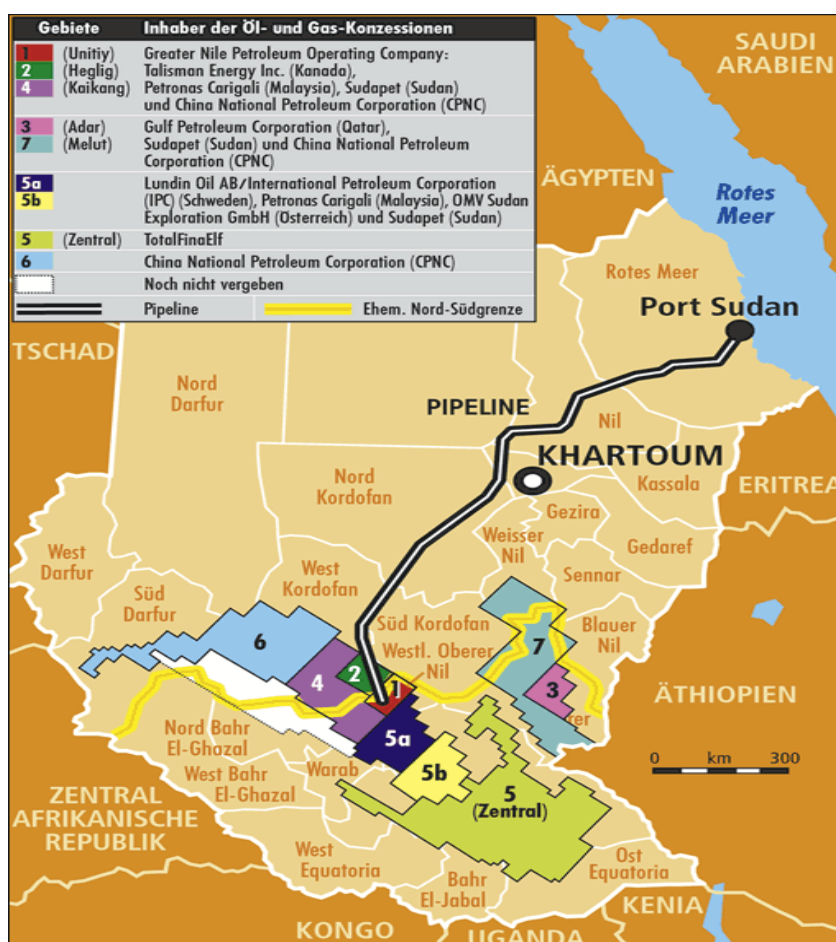 Gebiete Inhaber der Öl- und Gas-Konzessionen
1 (Unitiy) Greater Nile Petroleum Operating Company:
2 (Heglig) Talisman Energy Inc. (Kanada),
4 (Kaikang) Petronas Carigali (Malaysia), Sudapet (Sudan)
und China National Petroleum Corporation (CPNC)
3 (Adar) Gulf Petroleum Corporation (Qatar),
7 (Melut) Sudapet (Sudan) und China National Petroleum
Corporation (CPNC)
5a Lundin Oil AB/International Petroleum Corporation
5b (IPC) (Schweden), Petronas Carigali (Malaysia), OMV Sudan
Exploration GmbH (Österreich) und Sudapet (Sudan)
5 (Zentral) TotalFinaElf
6 China National Petroleum Corporation (CPNC)
Noch nicht vergeben
Pipeline Ehem. Nord-Südgrenze
SAUDI
ARABIEN
ÄGYPTEN
Rotes
Meer
Rotes Meer
Port Sudan
TSCHAD
Nord
Darfur
PIPELINE
Nil
KHARTOUM
Kassala
ERITREA
Nord
Kordofan
Gezira
Weisser
Nil
Gedaref
West
Darfur
West
Kordofan
Sennar
Süd
Darfur
Süd Kordofan
Blauer
Nil
6
Westl. Oberer
Nil
7
2
4
1
3
ÄTHIOPIEN
rer
Nord Bahr
El-Ghazal
5a
0 km 300
West Bahr
El-Ghazal
Warab
5b
5
(Zentral)
ZENTRAL
AFRIKANISCHE
REPUBLIK
West
Equatoria
Ost
Equatoria
Bahr
El-Jabal
KENIA
KONGO
UGANDA